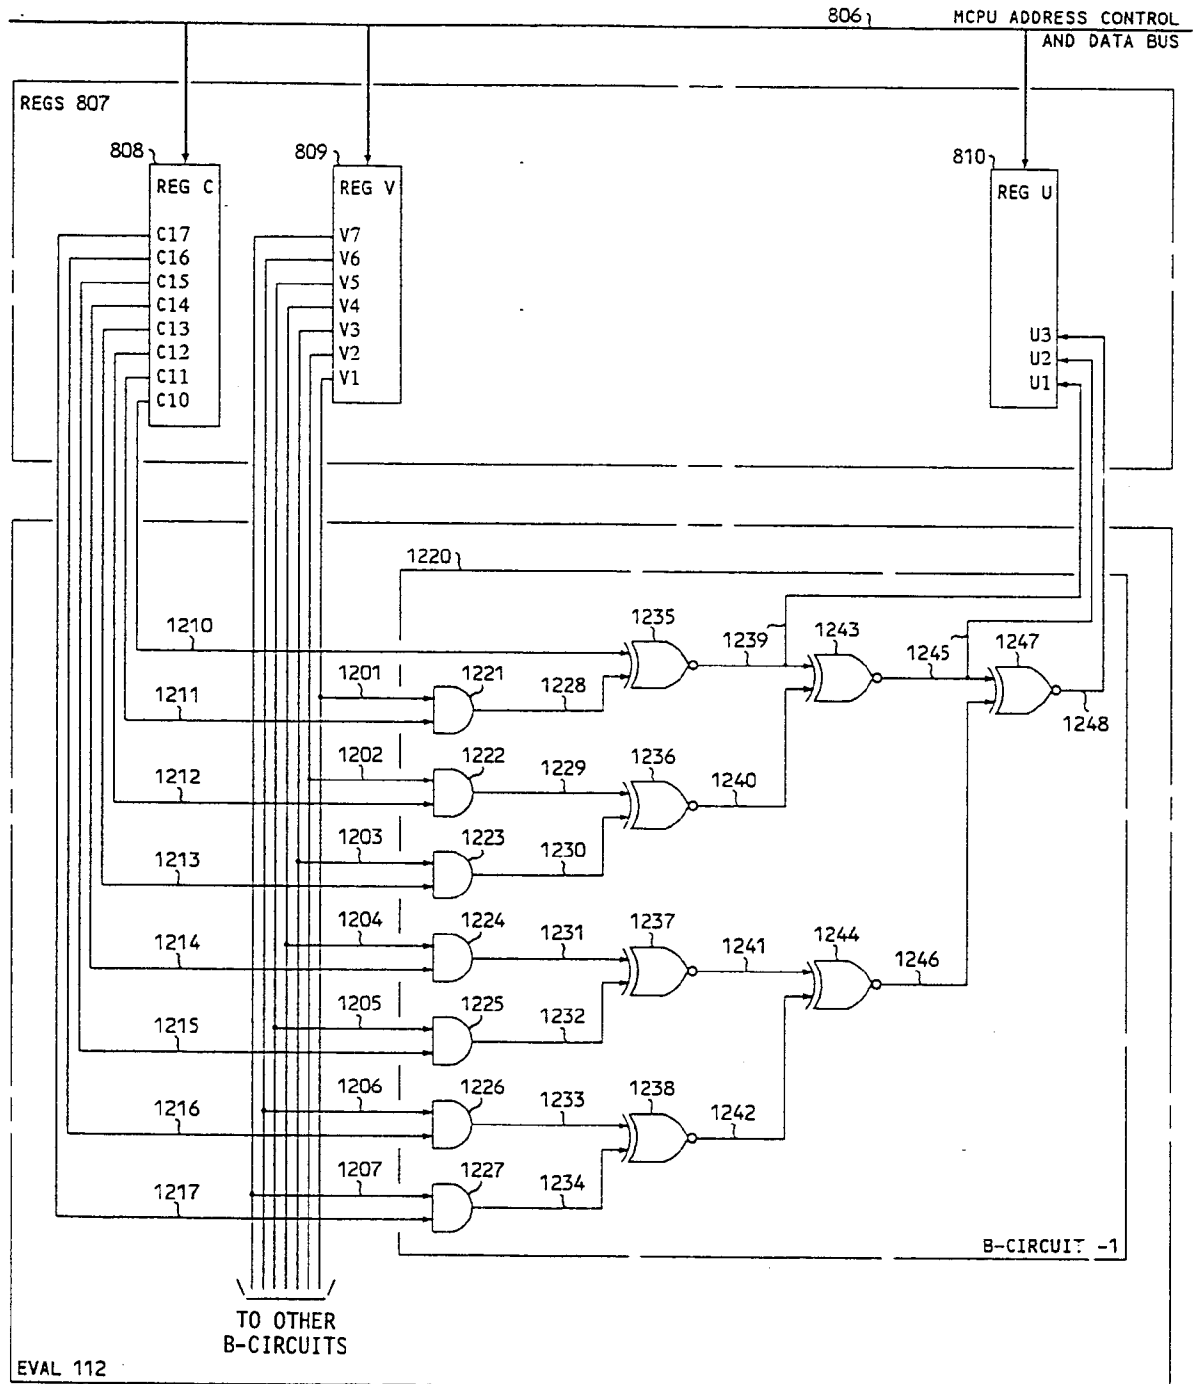 806 MCPU ADDRESS CONTROL
AND DATA BUS
REGS 807
808 809 810
REG C REG V REG U
C17 V7
C16 V6
C15 V5
C14 V4
C13 V3 U3
C12 V2 U2
C11 V1 U1
C10
1220
1210 1235 1239 1243 1245 1247
1211 1201 1221 1228 1248
1212 1202 1222 1229 1236 1240
1213 1203 1223 1230
1214 1204 1224 1231 1237 1241 1244 1246
1215 1205 1225 1232
1216 1206 1226 1233 1238 1242
1217 1207 1227 1234
B-CIRCUIT -1
TO OTHER
B-CIRCUITS
EVAL 112